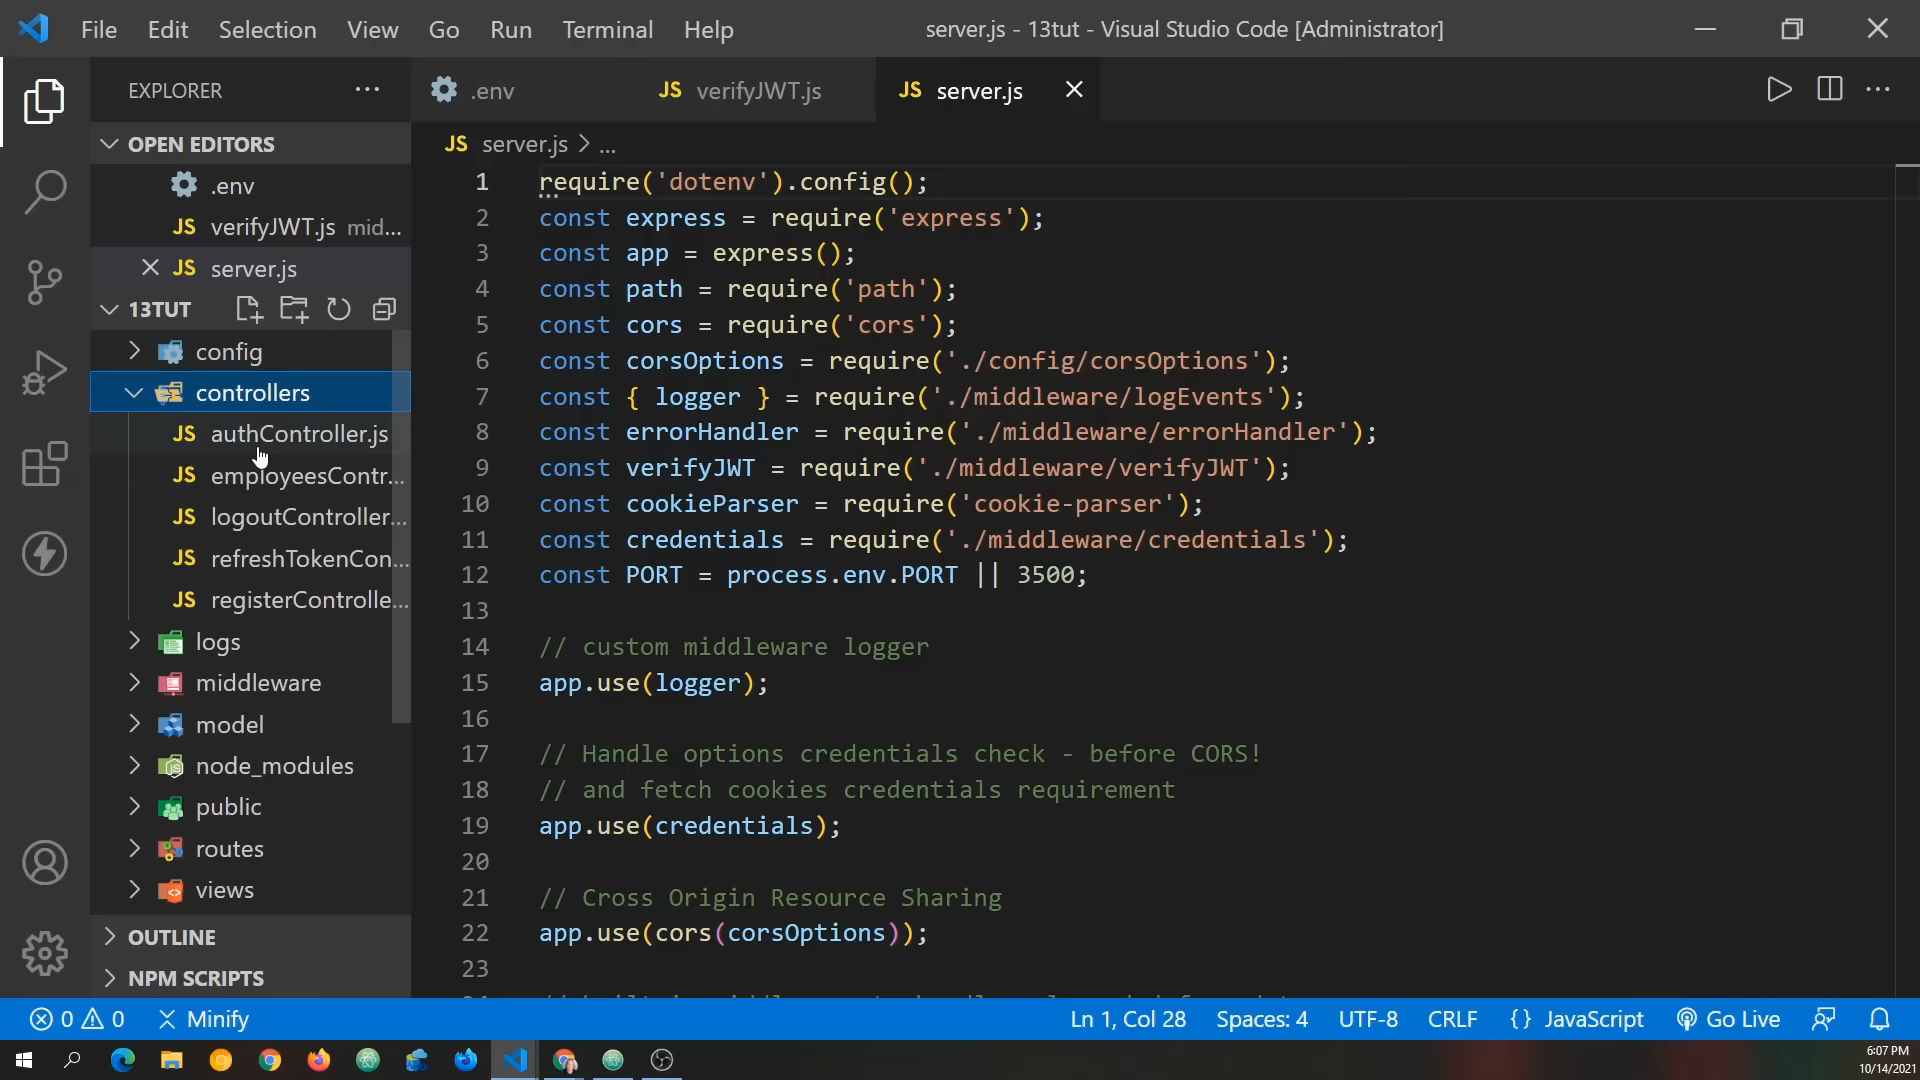 File Edit Selection View Go Run Terminal Help
server.js - 13tut - Visual Studio Code [Administrator]
EXPLORER
OPEN EDITORS
.env
JS verifyJWT.js mid...
JS server.js
13TUT
config
controllers
JS authController.js
JS employeesContr...
JS logoutController...
JS refreshTokenCon...
JS registerControlle...
logs
middleware
model
node_modules
public
routes
views
OUTLINE
NPM SCRIPTS
.env
JS verifyJWT.js
JS server.js
JS server.js > ...
1 require('dotenv').config();
2 const express = require('express');
3 const app = express();
4 const path = require('path');
5 const cors = require('cors');
6 const corsOptions = require('./config/corsOptions');
7 const { logger } = require('./middleware/logEvents');
8 const errorHandler = require('./middleware/errorHandler');
9 const verifyJWT = require('./middleware/verifyJWT');
10 const cookieParser = require('cookie-parser');
11 const credentials = require('./middleware/credentials');
12 const PORT = process.env.PORT || 3500;
13
14 // custom middleware logger
15 app.use(logger);
16
17 // Handle options credentials check - before CORS!
18 // and fetch cookies credentials requirement
19 app.use(credentials);
20
21 // Cross Origin Resource Sharing
22 app.use(cors(corsOptions));
23
0 0 Minify
Ln 1, Col 28 Spaces: 4 UTF-8 CRLF {} JavaScript Go Live
6:07 PM
10/14/2021